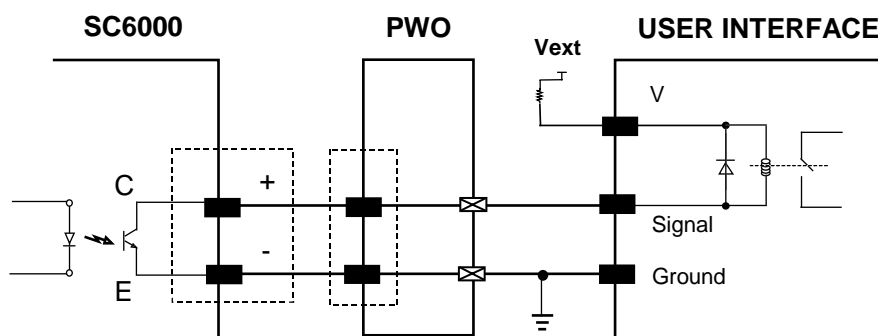 SC6000
PWO
USER INTERFACE
Vext
V
C
+
Signal
-
E
Ground